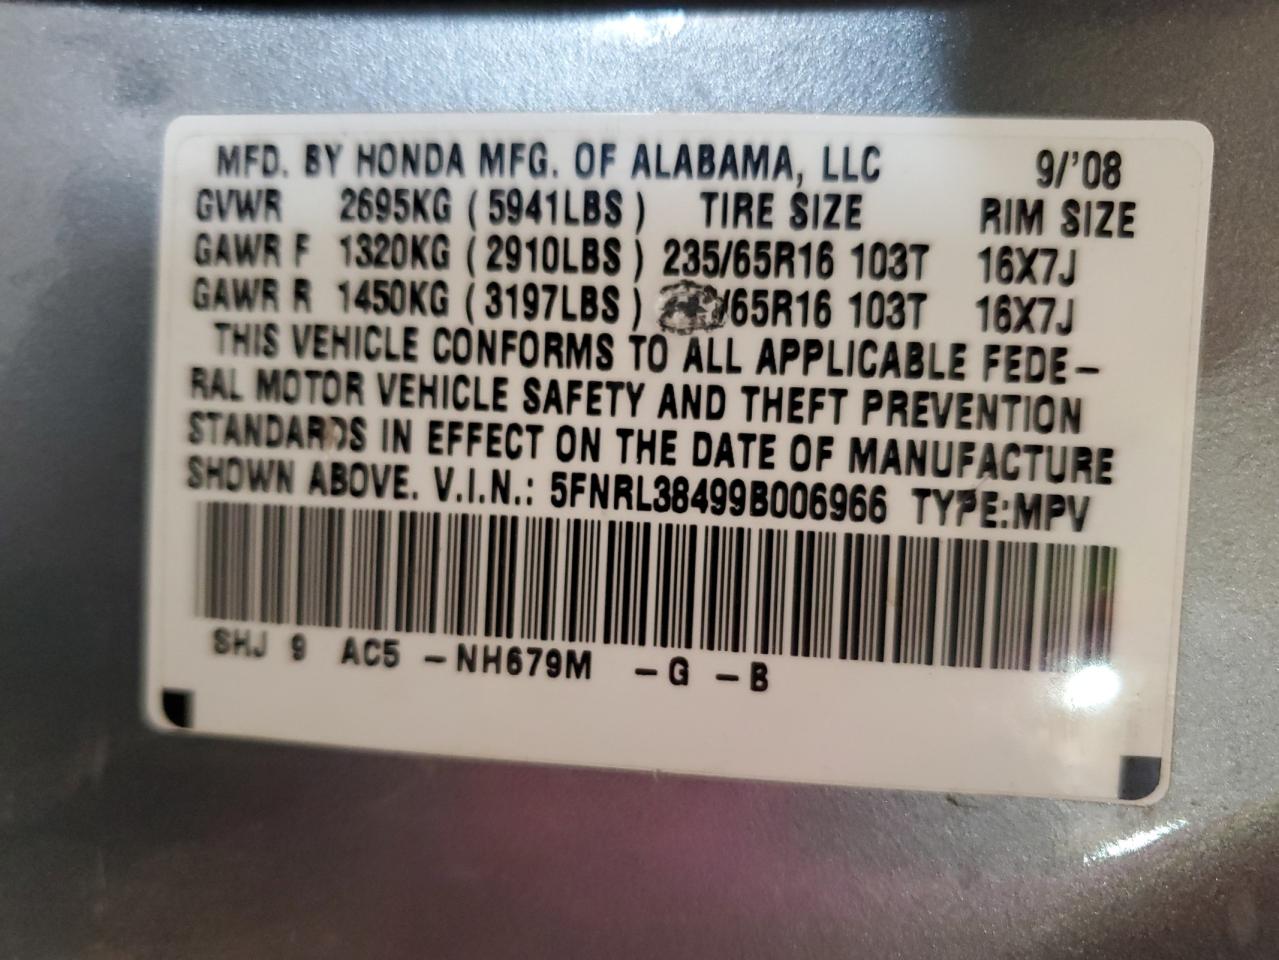 MFD. BY HONDA MFG. OF ALABAMA, LLC 9/'08
GVWR 2695KG ( 5941LBS ) TIRE SIZE RIM SIZE
GAWR F 1320KG ( 2910LBS ) 235/65R16 103T 16X7J
GAWR R 1450KG ( 3197LBS ) /65R16 103T 16X7J
THIS VEHICLE CONFORMS TO ALL APPLICABLE FEDE-
RAL MOTOR VEHICLE SAFETY AND THEFT PREVENTION
STANDARDS IN EFFECT ON THE DATE OF MANUFACTURE
SHOWN ABOVE. V.I.N.: 5FNRL38499B006966 TYPE:MPV
SHJ 9 AC5 -NH679M -G -B